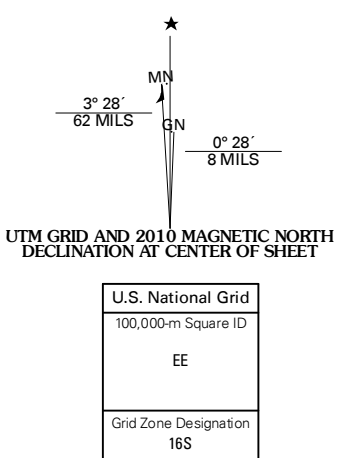 MN
3° 28´
62 MILS
GN
0° 28´
8 MILS
UTM GRID AND 2010 MAGNETIC NORTH
DECLINATION AT CENTER OF SHEET
U.S. National Grid
100,000-m Square ID
EE
Grid Zone Designation
16S